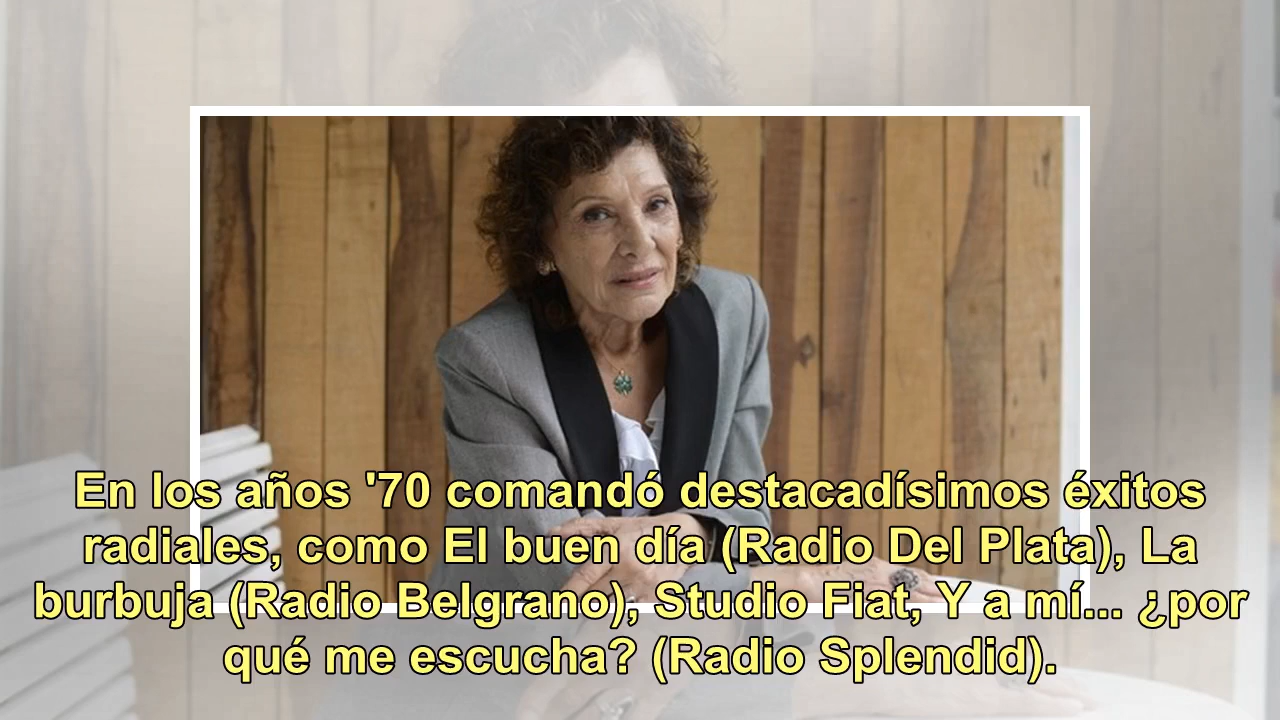 En los años '70 comandó destacadísimos éxitos
radiales, como El buen día (Radio Del Plata), La
burbuja (Radio Belgrano), Studio Fiat, Y a mí... ¿por
qué me escucha? (Radio Splendid).